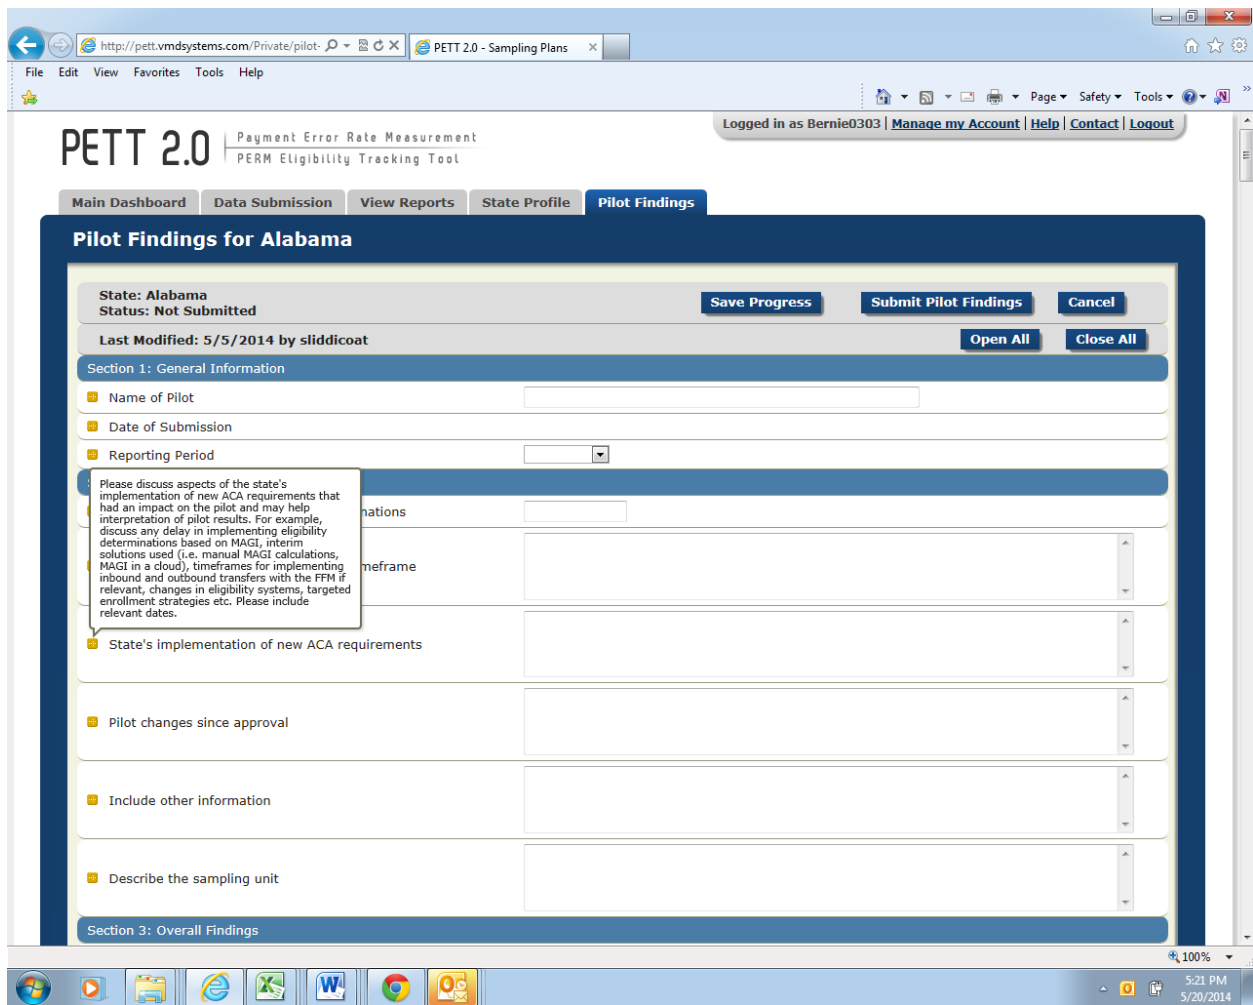 http://pett.vmdsystems.com/Private/pilot-
PETT 2.0 - Sampling Plans
File Edit View Favorites Tools Help
Page Safety Tools
Logged in as Bernie0303 | Manage my Account | Help | Contact | Logout
PETT 2.0
Payment Error Rate Measurement
PERM Eligibility Tracking Tool
Main Dashboard Data Submission View Reports State Profile Pilot Findings
Pilot Findings for Alabama
State: Alabama
Status: Not Submitted
Save Progress Submit Pilot Findings Cancel
Last Modified: 5/5/2014 by sliddicoat
Open All Close All
Section 1: General Information
Name of Pilot
Date of Submission
Reporting Period
Please discuss aspects of the state's
implementation of new ACA requirements that
had an impact on the pilot and may help
interpretation of pilot results. For example,
discuss any delay in implementing eligibility
determinations based on MAGI, interim
solutions used (i.e. manual MAGI calculations,
MAGI in a cloud), timeframes for implementing
inbound and outbound transfers with the FFM if
relevant, changes in eligibility systems, targeted
enrollment strategies etc. Please include
relevant dates.
nations
meframe
State's implementation of new ACA requirements
Pilot changes since approval
Include other information
Describe the sampling unit
Section 3: Overall Findings
100%
5:21 PM
5/20/2014